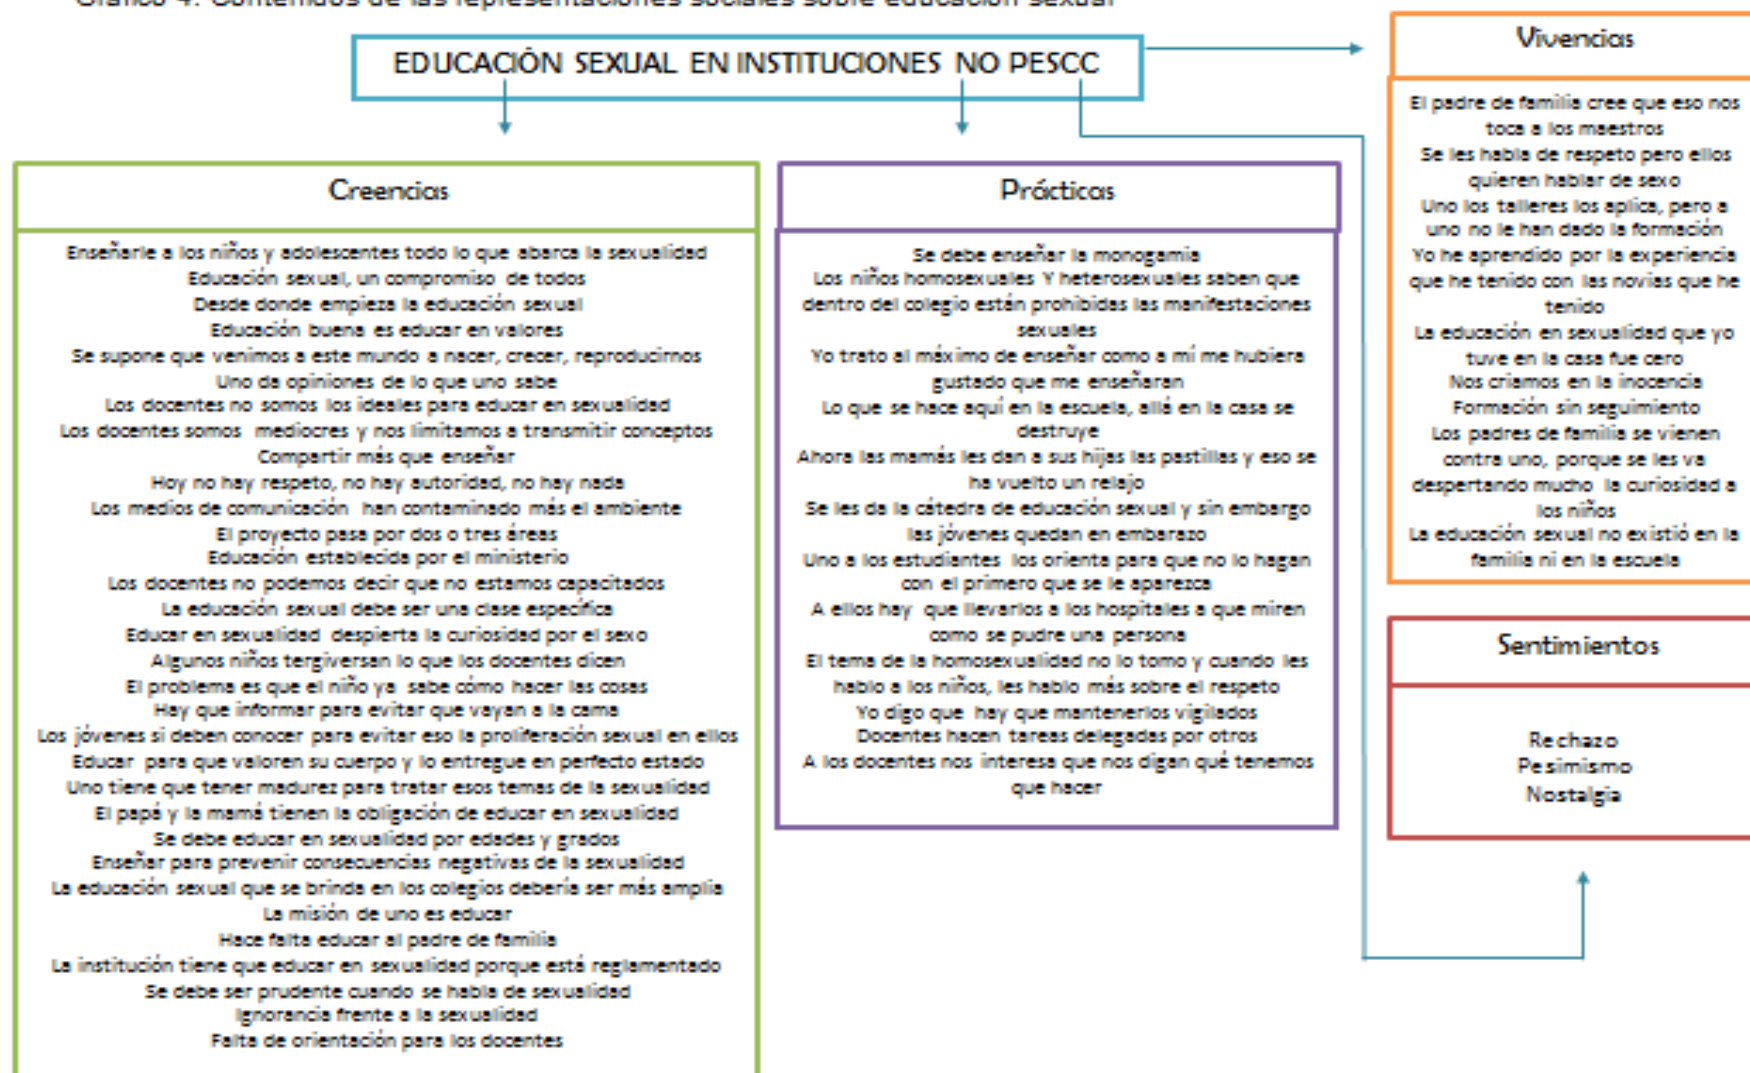 Gráfico 4. Contenidos de las representaciones sociales sobre educación sexual
EDUCACIÓN SEXUAL EN INSTITUCIONES NO PESCC
Creencias
Enseñarle a los niños y adolescentes todo lo que abarca la sexualidad
Educación sexual, un compromiso de todos
Desde donde empieza la educación sexual
Educación buena es educar en valores
Se supone que venimos a este mundo a nacer, crecer, reproducirnos
Uno da opiniones de lo que uno sabe
Los docentes no somos los ideales para educar en sexualidad
Los docentes somos mediocres y nos limitamos a transmitir conceptos
Compartir más que enseñar
Hoy no hay respeto, no hay autoridad, no hay nada
Los medios de comunicación han contaminado más el ambiente
El proyecto pasa por dos o tres áreas
Educación establecida por el ministerio
Los docentes no podemos decir que no estamos capacitados
La educación sexual debe ser una clase específica
Educar en sexualidad despierta la curiosidad por el sexo
Algunos niños tergiversan lo que los docentes dicen
El problema es que el niño ya sabe cómo hacer las cosas
Hay que informar para evitar que vayan a la cama
Los jóvenes si deben conocer para evitar eso la proliferación sexual en ellos
Educar para que valoren su cuerpo y lo entregue en perfecto estado
Uno tiene que tener madurez para tratar esos temas de la sexualidad
El papá y la mamá tienen la obligación de educar en sexualidad
Se debe educar en sexualidad por edades y grados
Enseñar para prevenir consecuencias negativas de la sexualidad
La educación sexual que se brinda en los colegios debería ser más amplia
La misión de uno es educar
Hace falta educar al padre de familia
La institución tiene que educar en sexualidad porque está reglamentado
Se debe ser prudente cuando se habla de sexualidad
Ignorancia frente a la sexualidad
Falta de orientación para los docentes
Prácticas
Se debe enseñar la monogamia
Los niños homosexuales Y heterosexuales saben que
dentro del colegio están prohibidas las manifestaciones
sexuales
Yo trato al máximo de enseñar como a mí me hubiera
gustado que me enseñaran
Lo que se hace aquí en la escuela, allá en la casa se
destruye
Ahora las mamás les dan a sus hijas las pastillas y eso se
ha vuelto un relajo
Se les da la cátedra de educación sexual y sin embargo
las jóvenes quedan en embarazo
Uno a los estudiantes los orienta para que no lo hagan
con el primero que se le aparezca
A ellos hay que llevarlos a los hospitales a que miren
como se pudre una persona
El tema de la homosexualidad no lo tomo y cuando les
hablo a los niños, les hablo más sobre el respeto
Yo digo que hay que mantenerlos vigilados
Docentes hacen tareas delegadas por otros
A los docentes nos interesa que nos digan qué tenemos
que hacer
Vivencias
El padre de familia cree que eso nos
toca a los maestros
Se les habla de respeto pero ellos
quieren hablar de sexo
Uno los talleres los aplica, pero a
uno no le han dado la formación
Yo he aprendido por la experiencia
que he tenido con las novias que he
tenido
La educación en sexualidad que yo
tuve en la casa fue cero
Nos criamos en la inocencia
Formación sin seguimiento
Los padres de familia se vienen
contra uno, porque se les va
despertando mucho la curiosidad a
los niños
La educación sexual no existió en la
familia ni en la escuela
Sentimientos
Rechazo
Pesimismo
Nostalgia